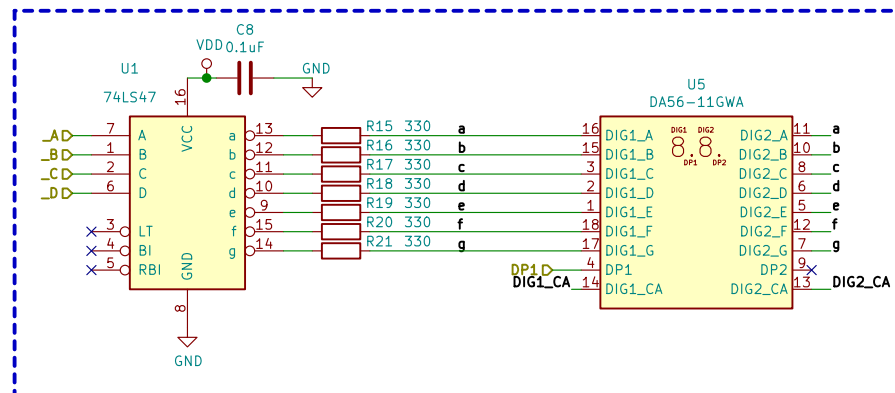 C8
0.1uF
VDD
GND
U1
74LS47
16
VCC
_A 7 A a 13 R15 330 a 16 DIG1_A DIG2_A 11 a
_B 1 B b 12 R16 330 b 15 DIG1_B DIG2_B 10 b
_C 2 C c 11 R17 330 c 3 DIG1_C DIG2_C 8 c
_D 6 D d 10 R18 330 d 2 DIG1_D DIG2_D 6 d
e 9 R19 330 e 1 DIG1_E DIG2_E 5 e
3 LT f 15 R20 330 f 18 DIG1_F DIG2_F 12 f
4 BI g 14 R21 330 g 17 DIG1_G DIG2_G 7 g
5 RBI
GND
8
GND
U5
DA56-11GWA
DIG1 DIG2
8.8.
DP1 DP2
DP1 4 DP1 DP2 9
DIG1_CA 14 DIG1_CA DIG2_CA 13 DIG2_CA